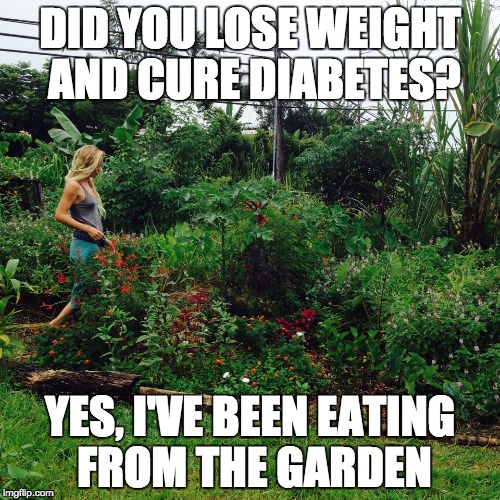 DID YOU LOSE WEIGHT
AND CURE DIABETES?
YES, I'VE BEEN EATING
FROM THE GARDEN
imgflip.com